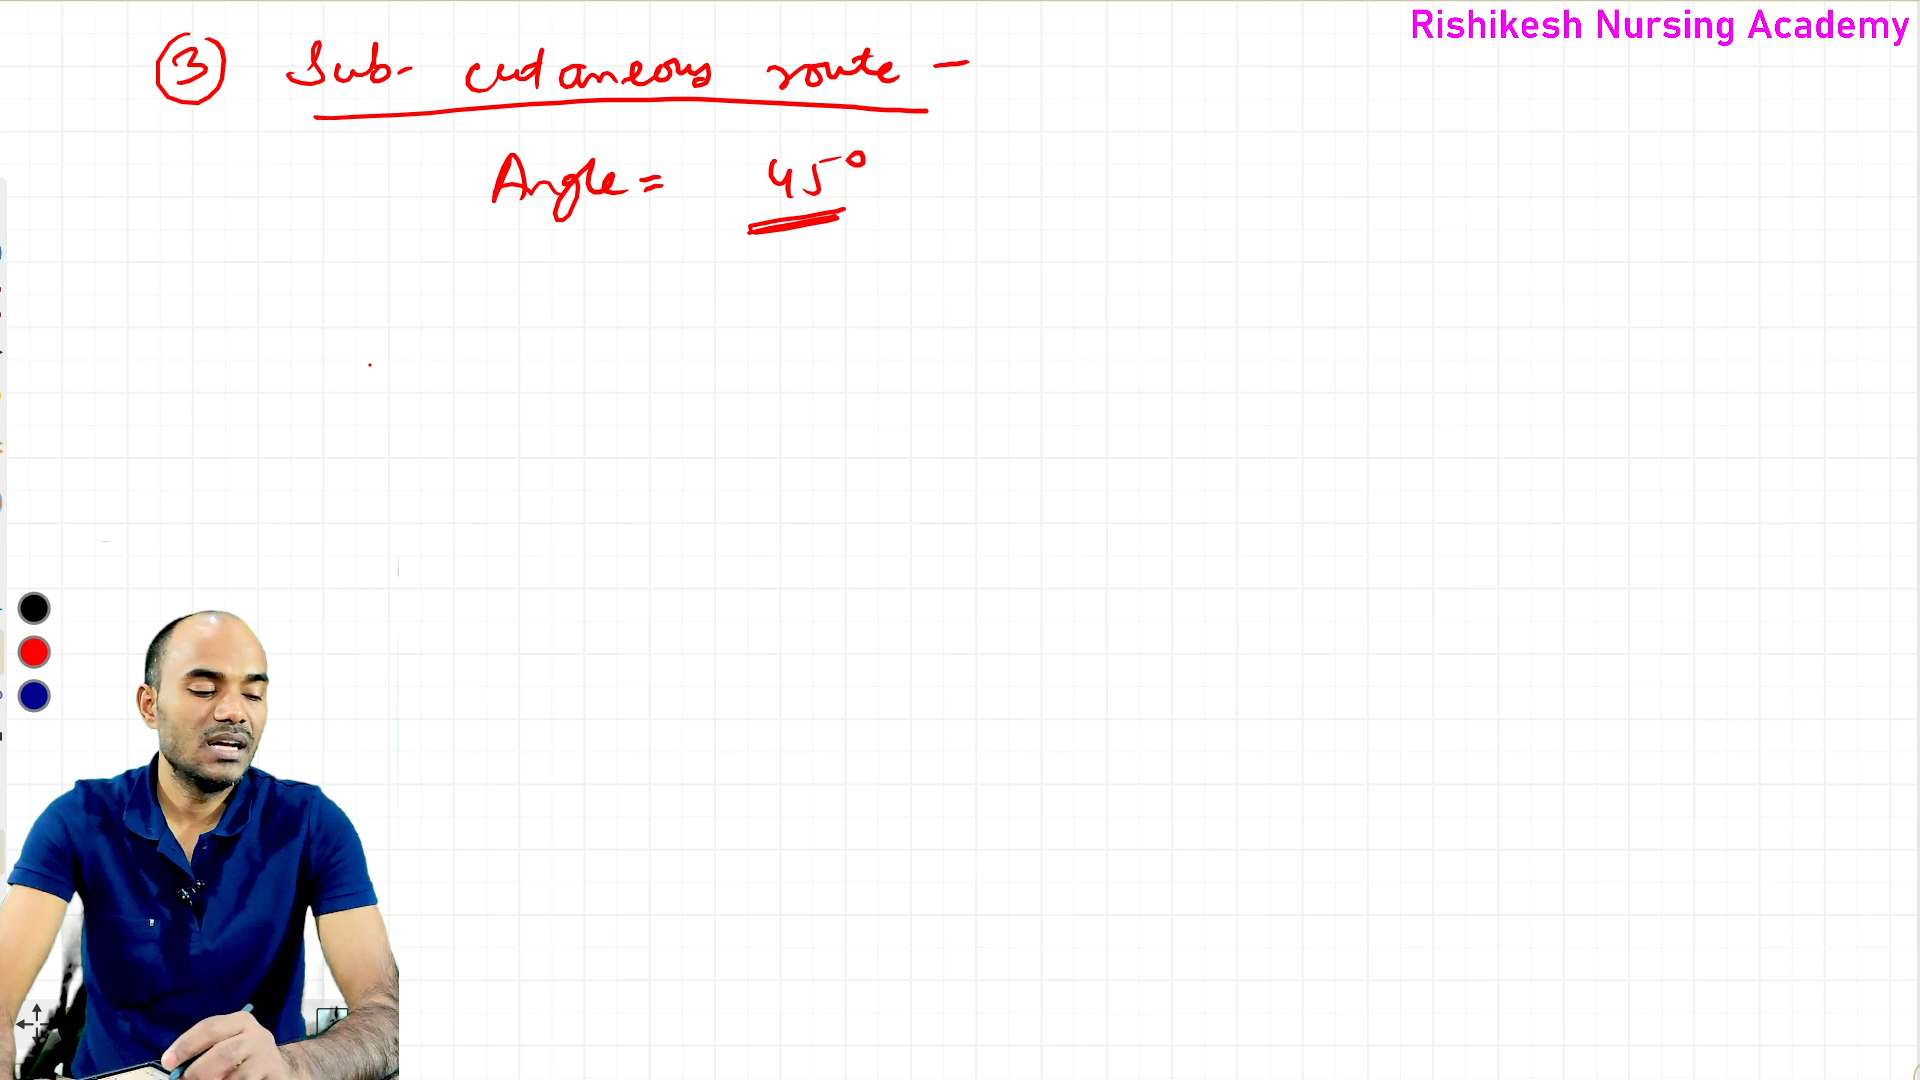 Rishikesh Nursing Academy
③ Sub-cutaneous route -
Angle = 45°